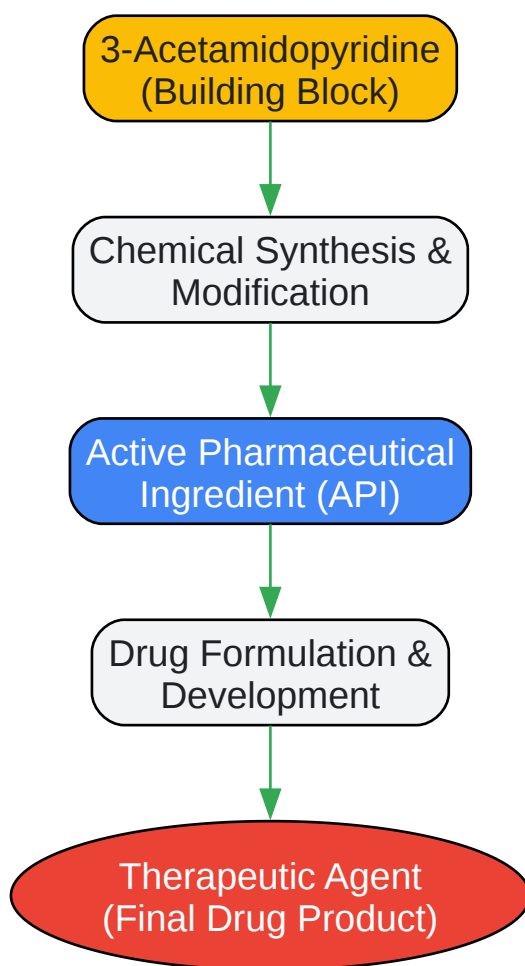 3-Acetamidopyridine
(Building Block)
Chemical Synthesis &
Modification
Active Pharmaceutical
Ingredient (API)
Drug Formulation &
Development
Therapeutic Agent
(Final Drug Product)